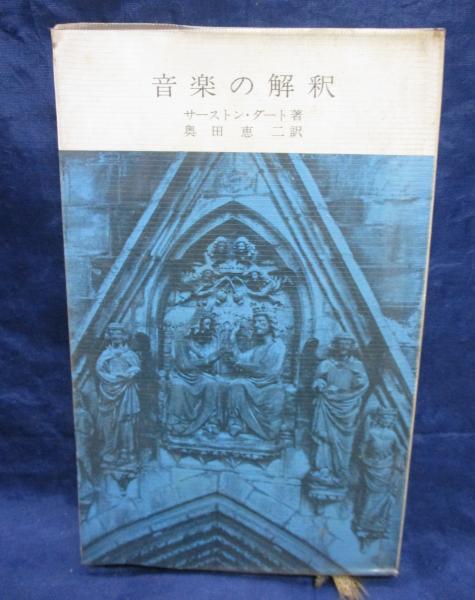 音楽の解釈
サーストン・ダート著
奥田恵二訳